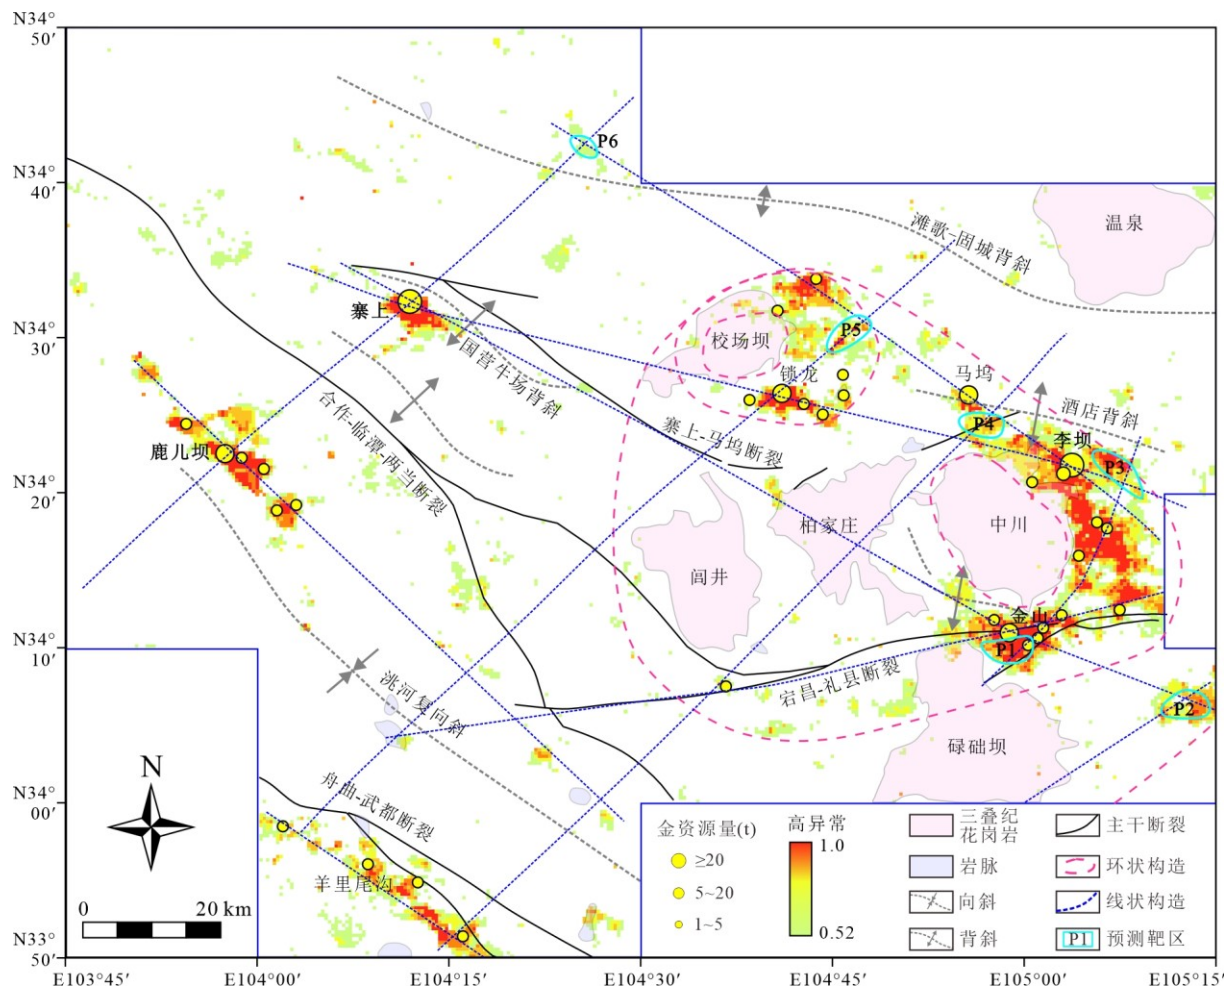 N34°
50′
N34°
40′
N34°
30′
N34°
20′
N34°
10′
N34°
00′
N33°
50′
E103°45′
E104°00′
E104°15′
E104°30′
E104°45′
E105°00′
E105°15′
P6
温泉
滩歌-固城背斜
寨上
国营牛场背斜
校场坝
P5
锁龙
马坞
酒店背斜
P4
李坝
P3
鹿儿坝
合作-临潭-两当断裂
寨上-马坞断裂
柏家庄
中川
闾井
金山
P1
宕昌-礼县断裂
P2
洮河复向斜
碌础坝
舟曲-武都断裂
羊里尾沟
N
0 20 km
金资源量(t)
≥20
5~20
1~5
高异常
1.0
0.52
三叠纪
花岗岩
岩脉
向斜
背斜
主干断裂
环状构造
线状构造
P1 预测靶区